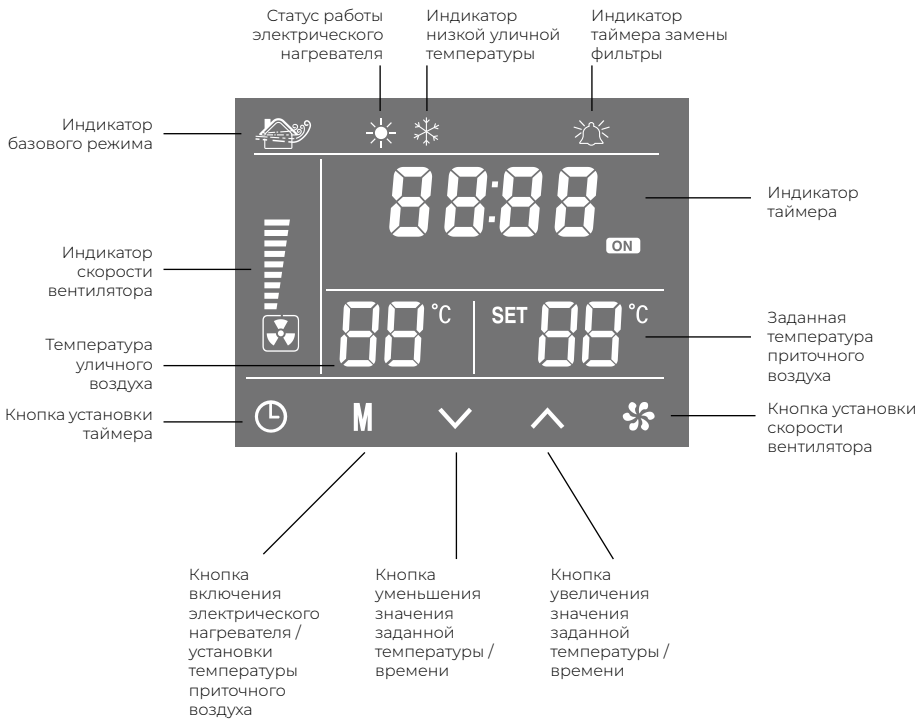 Статус работы
электрического
нагревателя
Индикатор
низкой уличной
температуры
Индикатор
таймера замены
фильтры
Индикатор
базового режима
88:88
Индикатор
таймера
ON
Индикатор
скорости
вентилятора
88 °C
SET 88 °C
Заданная
температура
приточного
воздуха
Температура
уличного
воздуха
Кнопка установки
таймера
M
Кнопка установки
скорости
вентилятора
Кнопка
включения
электрического
нагревателя /
установки
температуры
приточного
воздуха
Кнопка
уменьшения
значения
заданной
температуры /
времени
Кнопка
увеличения
значения
заданной
температуры /
времени